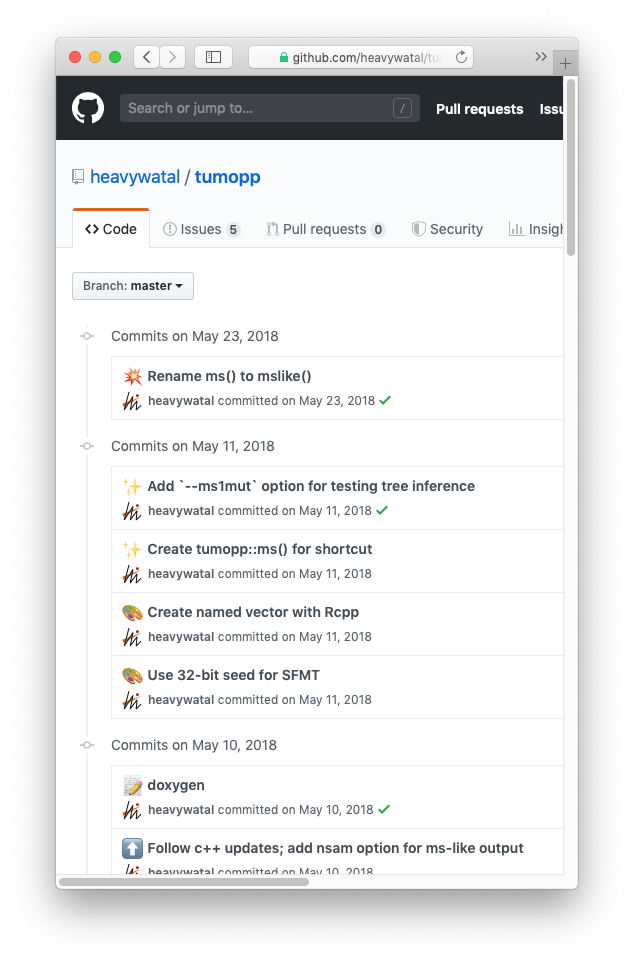 github.com/heavywatal/tu
Search or jump to... / Pull requests Issu
heavywatal / tumopp
Code Issues 5 Pull requests 0 Security Insigh
Branch: master
Commits on May 23, 2018
Rename ms() to mslike()
heavywatal committed on May 23, 2018
Commits on May 11, 2018
Add `--ms1mut` option for testing tree inference
heavywatal committed on May 11, 2018
Create tumopp::ms() for shortcut
heavywatal committed on May 11, 2018
Create named vector with Rcpp
heavywatal committed on May 11, 2018
Use 32-bit seed for SFMT
heavywatal committed on May 11, 2018
Commits on May 10, 2018
doxygen
heavywatal committed on May 10, 2018
Follow c++ updates; add nsam option for ms-like output
heavywatal committed on May 10, 2018